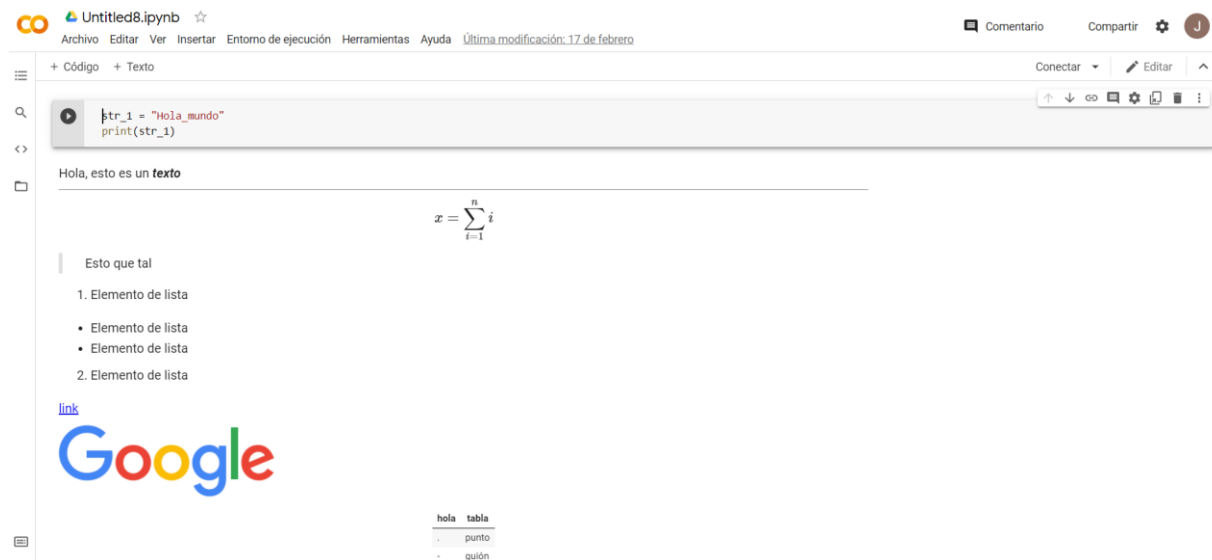 Untitled8.ipynb
Comentario Compartir J
Archivo Editar Ver Insertar Entorno de ejecución Herramientas Ayuda Última modificación: 17 de febrero
+ Código + Texto Conectar Editar
str_1 = "Hola_mundo"
print(str_1)
Hola, esto es un texto
x = ∑ i=1 n i
Esto que tal
1. Elemento de lista
• Elemento de lista
• Elemento de lista
2. Elemento de lista
link
Google
hola tabla
. punto
- guión